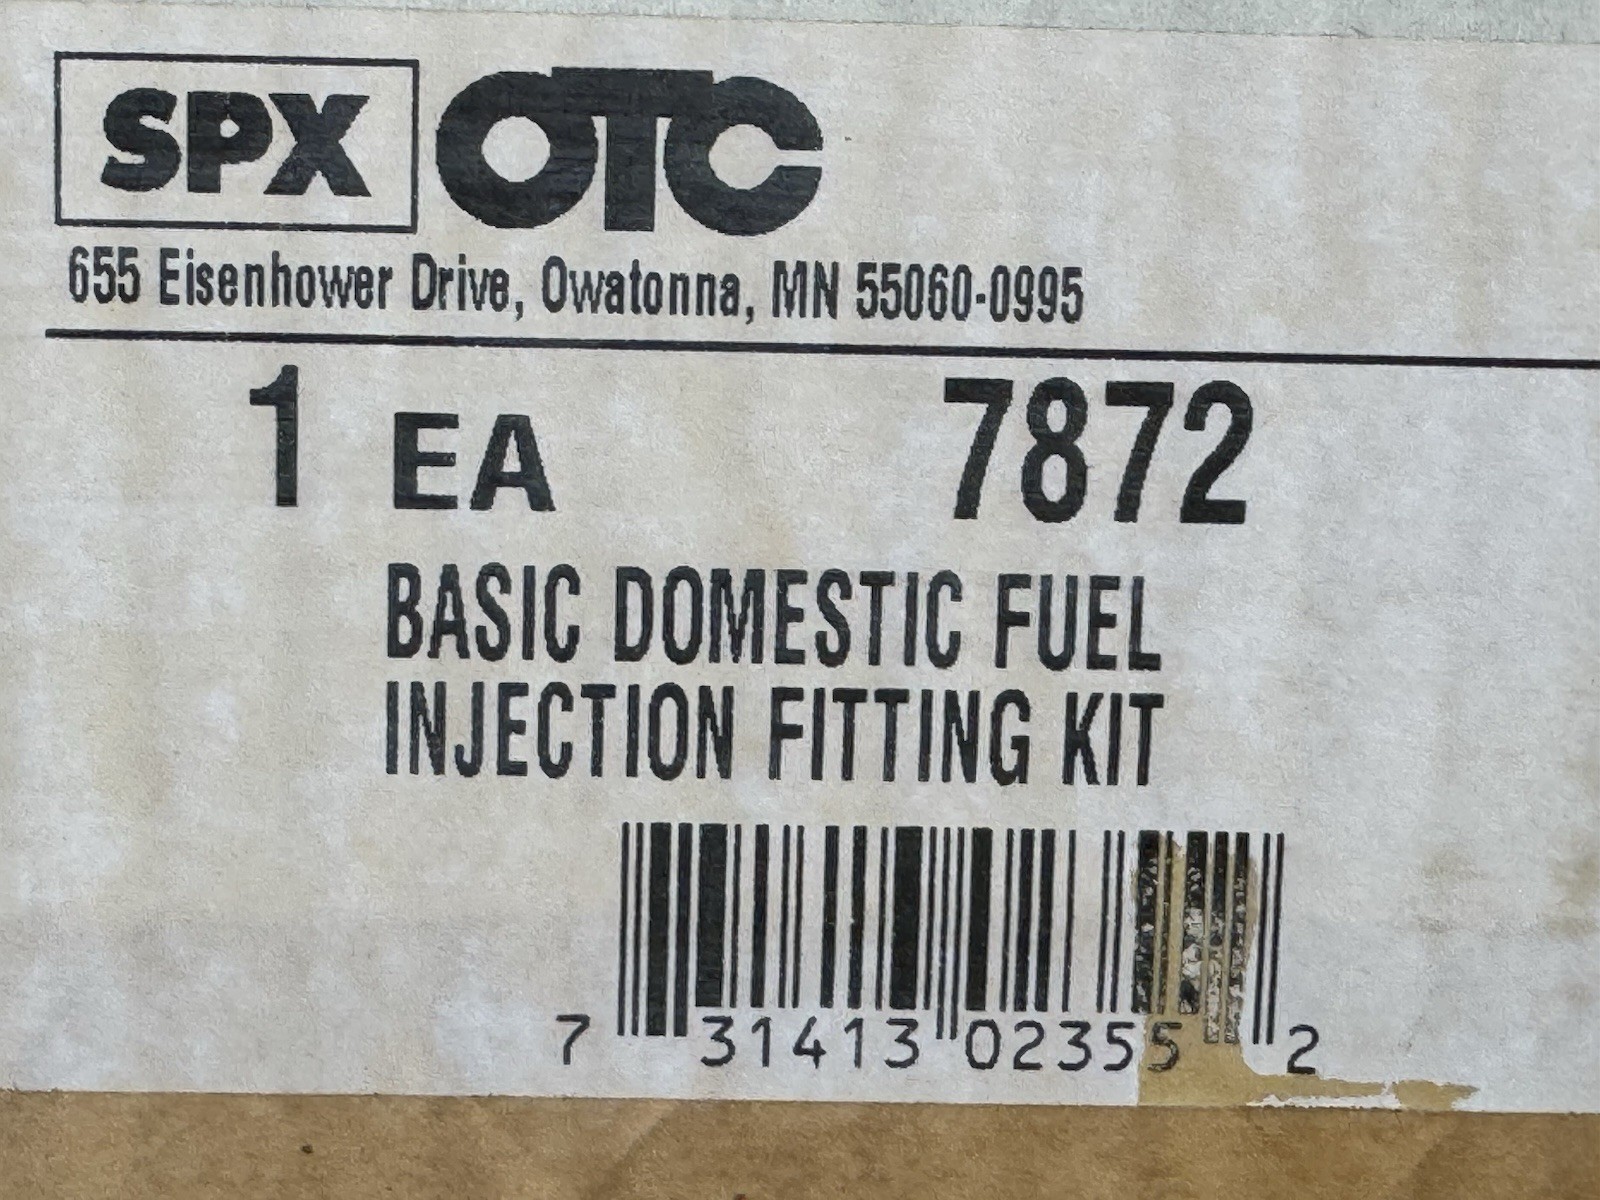 SPX OTC
655 Eisenhower Drive, Owatonna, MN 55060-0995
1 EA 7872
BASIC DOMESTIC FUEL
INJECTION FITTING KIT
7 31413 02355 2